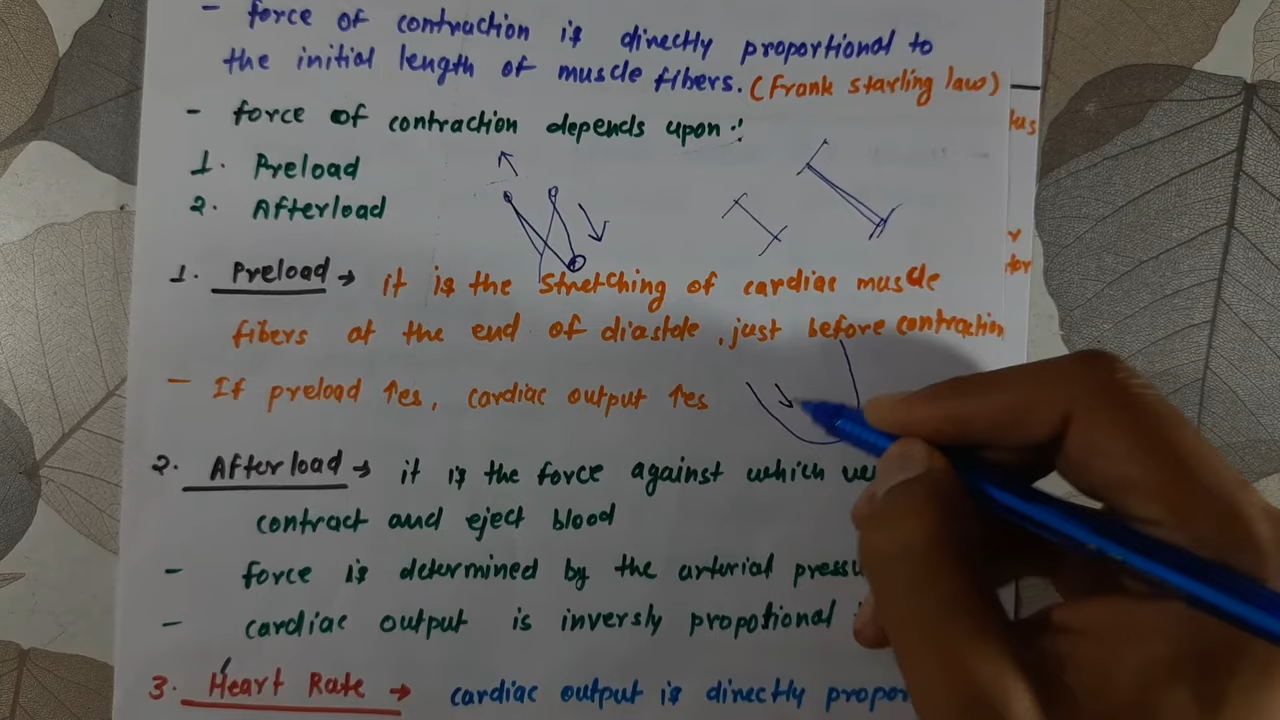 - force of contraction is directly proportional to
the initial length of muscle fibers. (Frank starling law)
- force of contraction depends upon :
1. Preload
2. Afterload
1. Preload → it is the stretching of cardiac muscle
fibers at the end of diastole, just before contraction
- If preload ↑es, cardiac output ↑es
2. Afterload → it is the force against which
contract and eject blood
- force is determined by the arterial
- cardiac output is inversly propotional
3. Heart Rate → cardiac output is directly